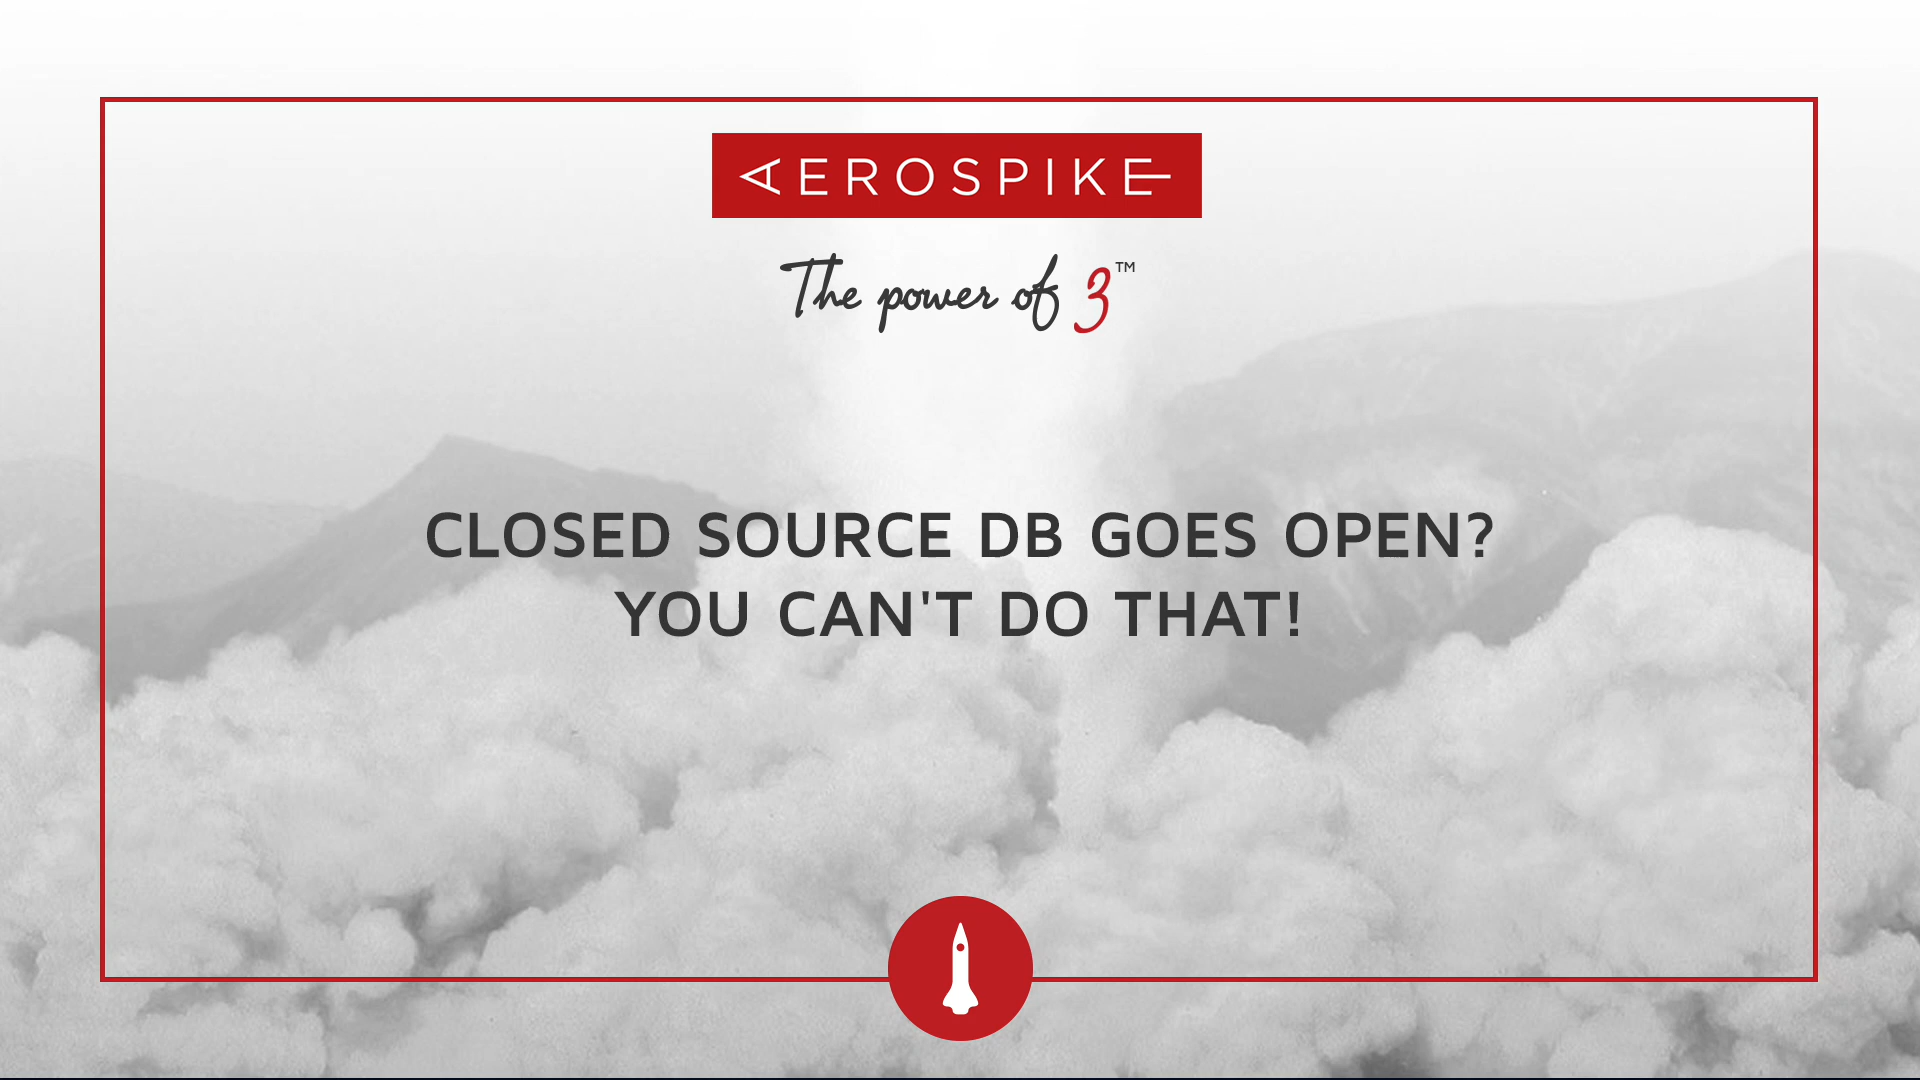 AEROSPIKE
The power of 3™
CLOSED SOURCE DB GOES OPEN?
YOU CAN'T DO THAT!